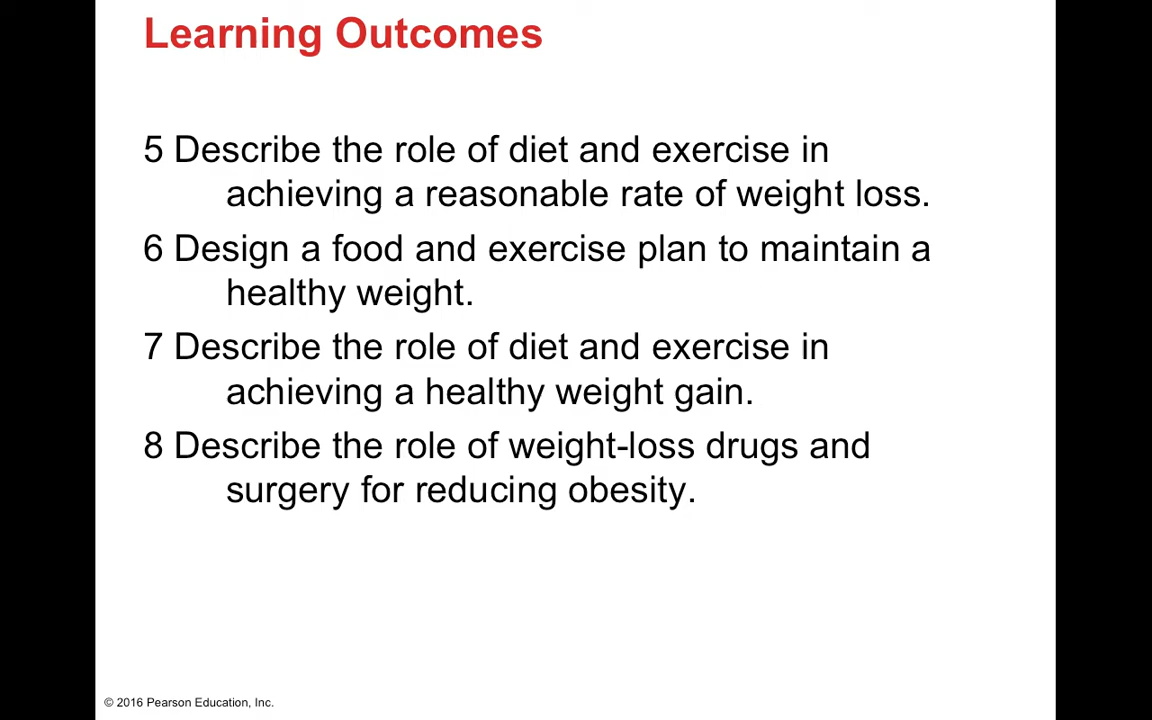 Learning Outcomes
5 Describe the role of diet and exercise in
achieving a reasonable rate of weight loss.
6 Design a food and exercise plan to maintain a
healthy weight.
7 Describe the role of diet and exercise in
achieving a healthy weight gain.
8 Describe the role of weight-loss drugs and
surgery for reducing obesity.
© 2016 Pearson Education, Inc.